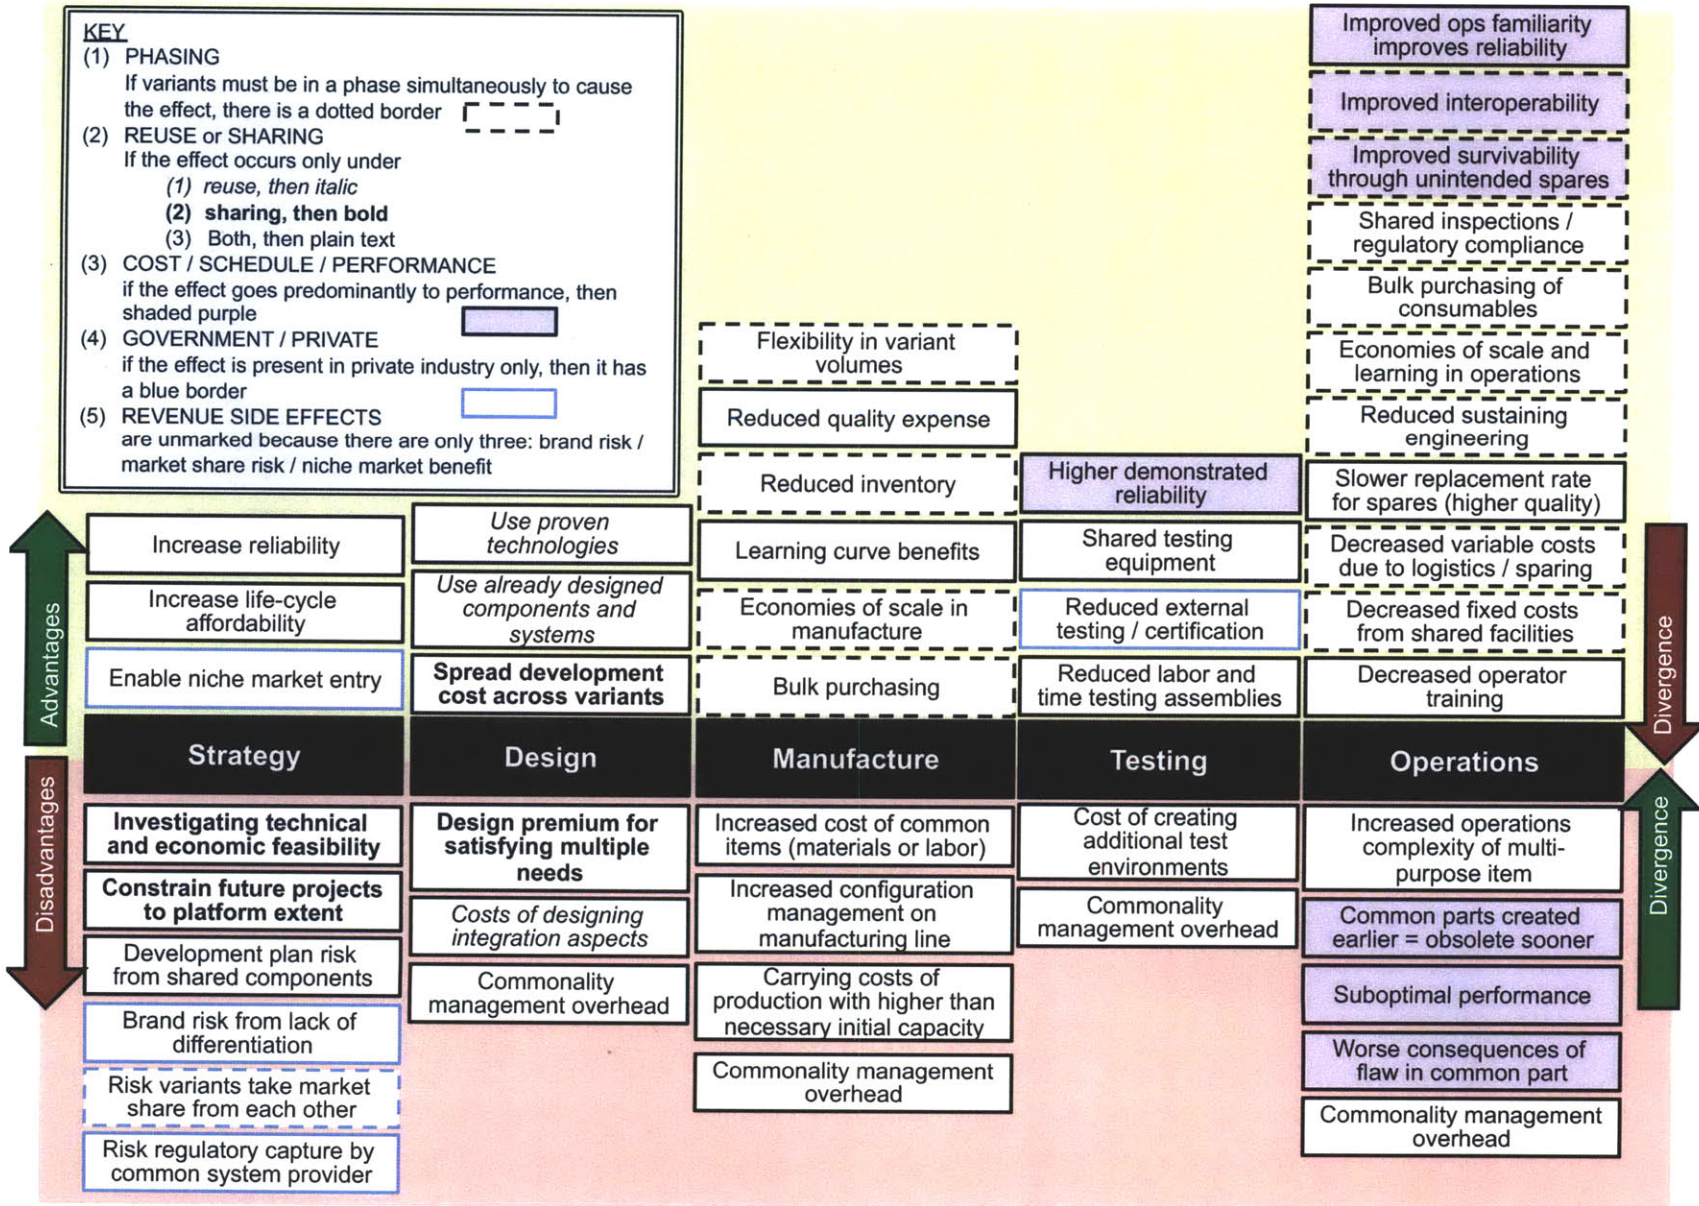 KEY
(1) PHASING
If variants must be in a phase simultaneously to cause
the effect, there is a dotted border
(2) REUSE or SHARING
If the effect occurs only under
(1) reuse, then italic
(2) sharing, then bold
(3) Both, then plain text
(3) COST / SCHEDULE / PERFORMANCE
if the effect goes predominantly to performance, then
shaded purple
(4) GOVERNMENT / PRIVATE
if the effect is present in private industry only, then it has
a blue border
(5) REVENUE SIDE EFFECTS
are unmarked because there are only three: brand risk /
market share risk / niche market benefit
Advantages
Increase reliability
Increase life-cycle
affordability
Enable niche market entry
Use proven
technologies
Use already designed
components and
systems
Spread development
cost across variants
Flexibility in variant
volumes
Reduced quality expense
Reduced inventory
Learning curve benefits
Economies of scale in
manufacture
Bulk purchasing
Higher demonstrated
reliability
Shared testing
equipment
Reduced external
testing / certification
Reduced labor and
time testing assemblies
Improved ops familiarity
improves reliability
Improved interoperability
Improved survivability
through unintended spares
Shared inspections /
regulatory compliance
Bulk purchasing of
consumables
Economies of scale and
learning in operations
Reduced sustaining
engineering
Slower replacement rate
for spares (higher quality)
Decreased variable costs
due to logistics / sparing
Decreased fixed costs
from shared facilities
Decreased operator
training
Divergence
Strategy
Design
Manufacture
Testing
Operations
Disadvantages
Investigating technical
and economic feasibility
Constrain future projects
to platform extent
Development plan risk
from shared components
Brand risk from lack of
differentiation
Risk variants take market
share from each other
Risk regulatory capture by
common system provider
Design premium for
satisfying multiple
needs
Costs of designing
integration aspects
Commonality
management overhead
Increased cost of common
items (materials or labor)
Increased configuration
management on
manufacturing line
Carrying costs of
production with higher than
necessary initial capacity
Commonality management
overhead
Cost of creating
additional test
environments
Commonality
management overhead
Increased operations
complexity of multi-
purpose item
Common parts created
earlier = obsolete sooner
Suboptimal performance
Worse consequences of
flaw in common part
Commonality management
overhead
Divergence